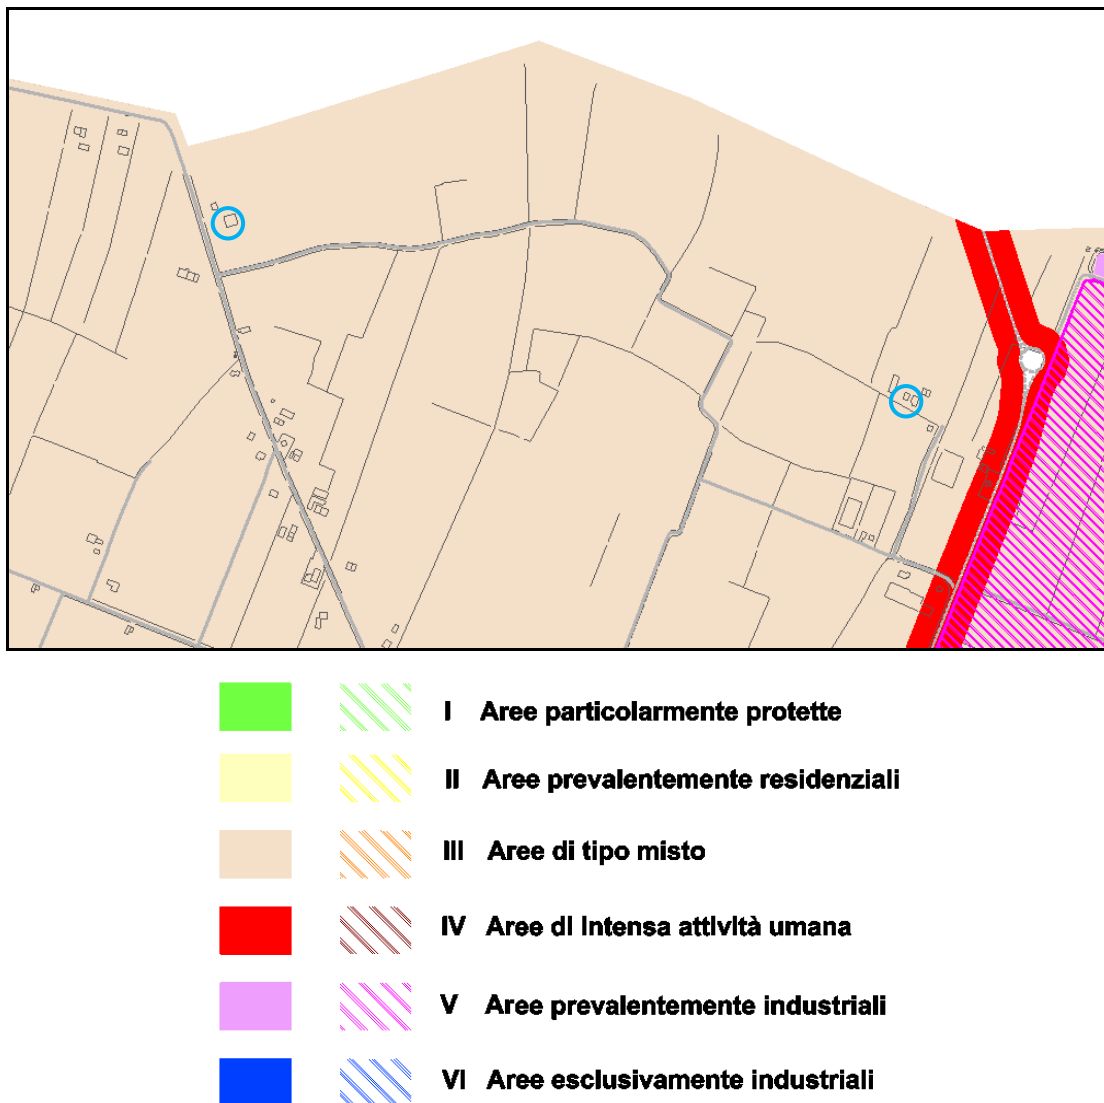 I Aree particolarmente protette
II Aree prevalentemente residenziali
III Aree di tipo misto
IV Aree di intensa attività umana
V Aree prevalentemente industriali
VI Aree esclusivamente industriali